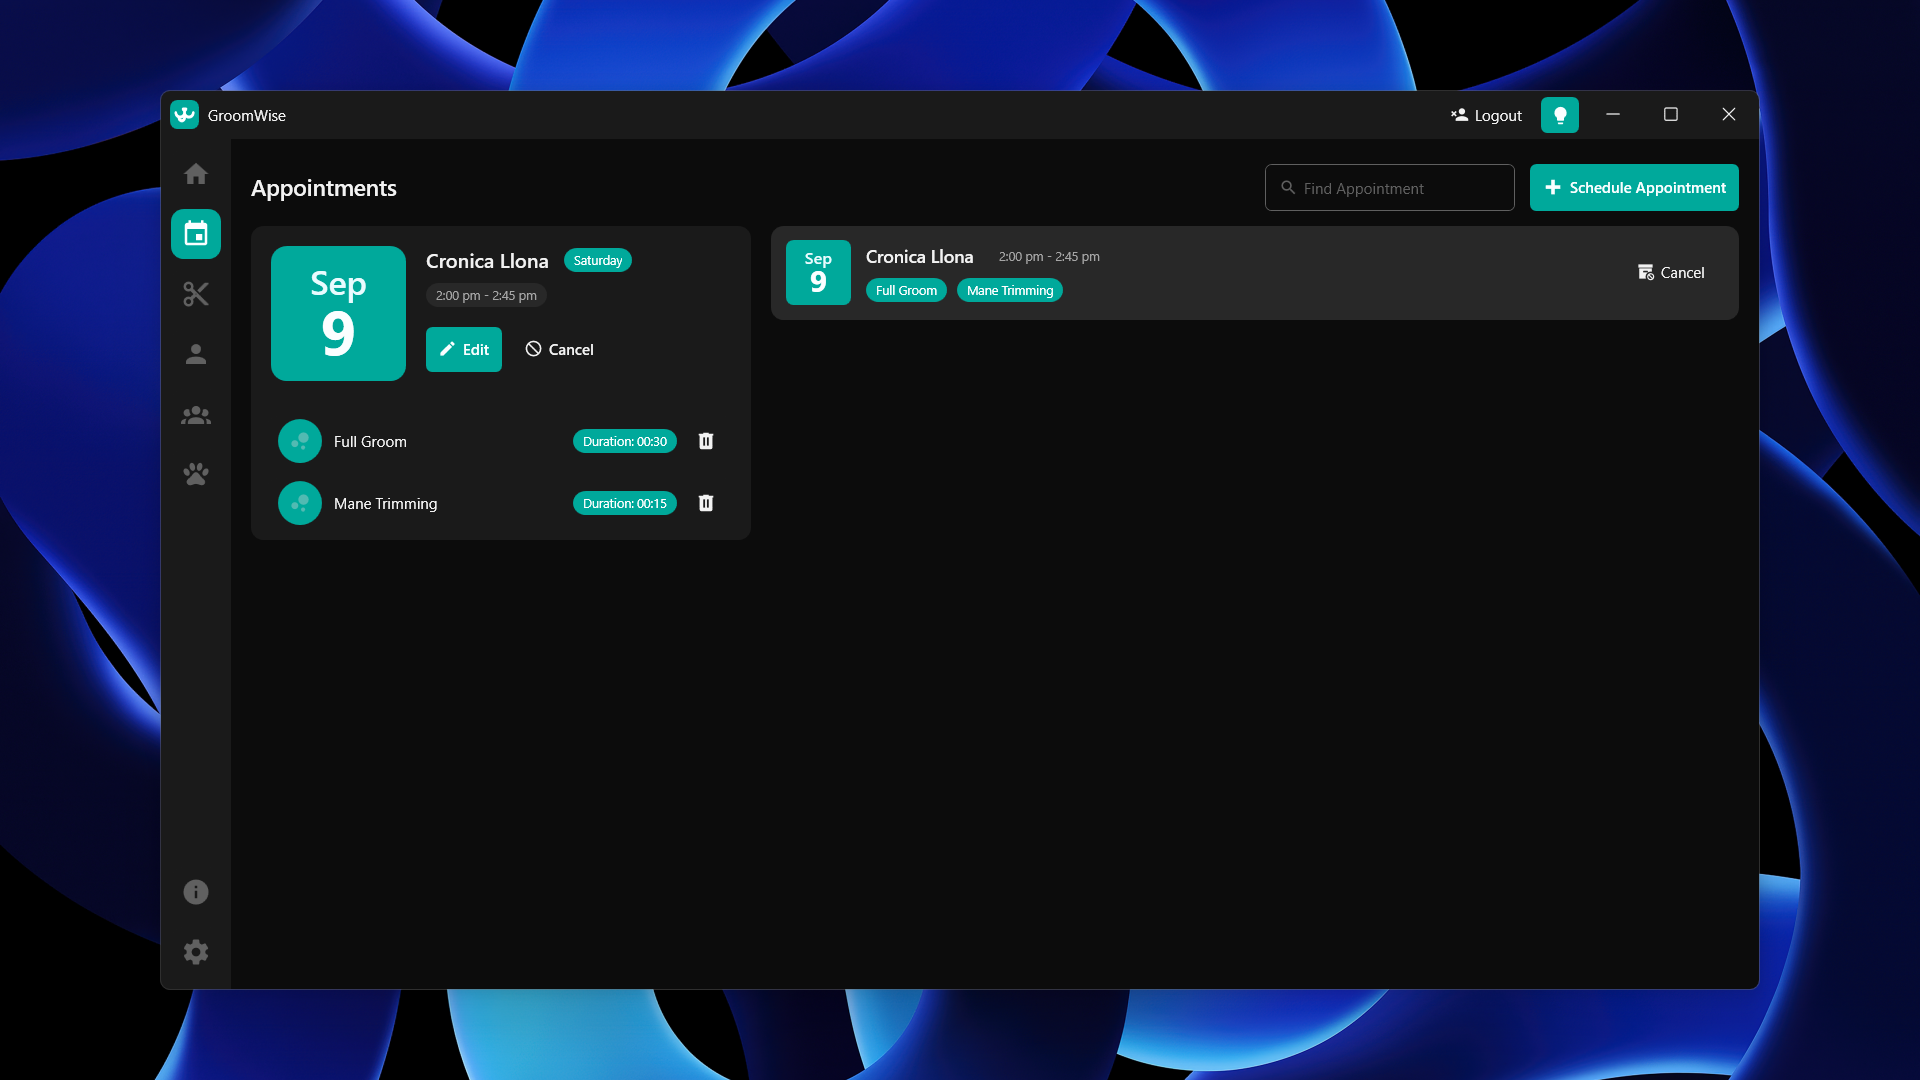 GroomWise
Logout
Appointments
Find Appointment
Schedule Appointment
Sep
9
Cronica Llona
Saturday
2:00 pm - 2:45 pm
Edit
Cancel
Full Groom
Duration: 00:30
Mane Trimming
Duration: 00:15
Sep
9
Cronica Llona
2:00 pm - 2:45 pm
Full Groom
Mane Trimming
Cancel